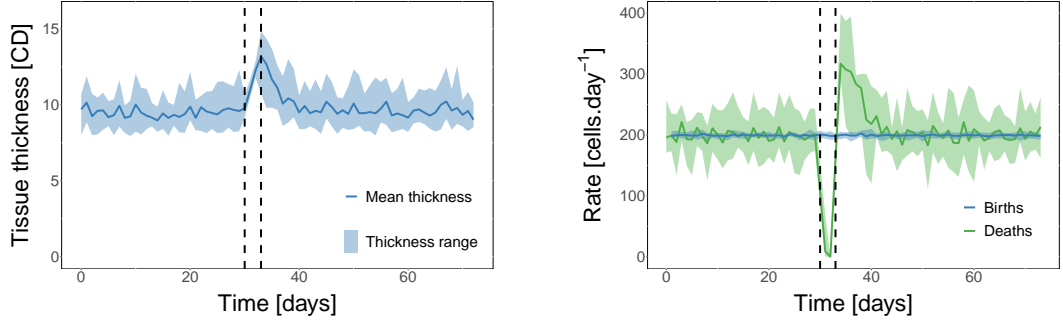 Tissue thickness [CD]
15
10
5
0
Mean thickness
Thickness range
0 20 40 60
Time [days]
Rate [cells.day⁻¹]
400
300
200
100
0
Births
Deaths
0 20 40 60
Time [days]